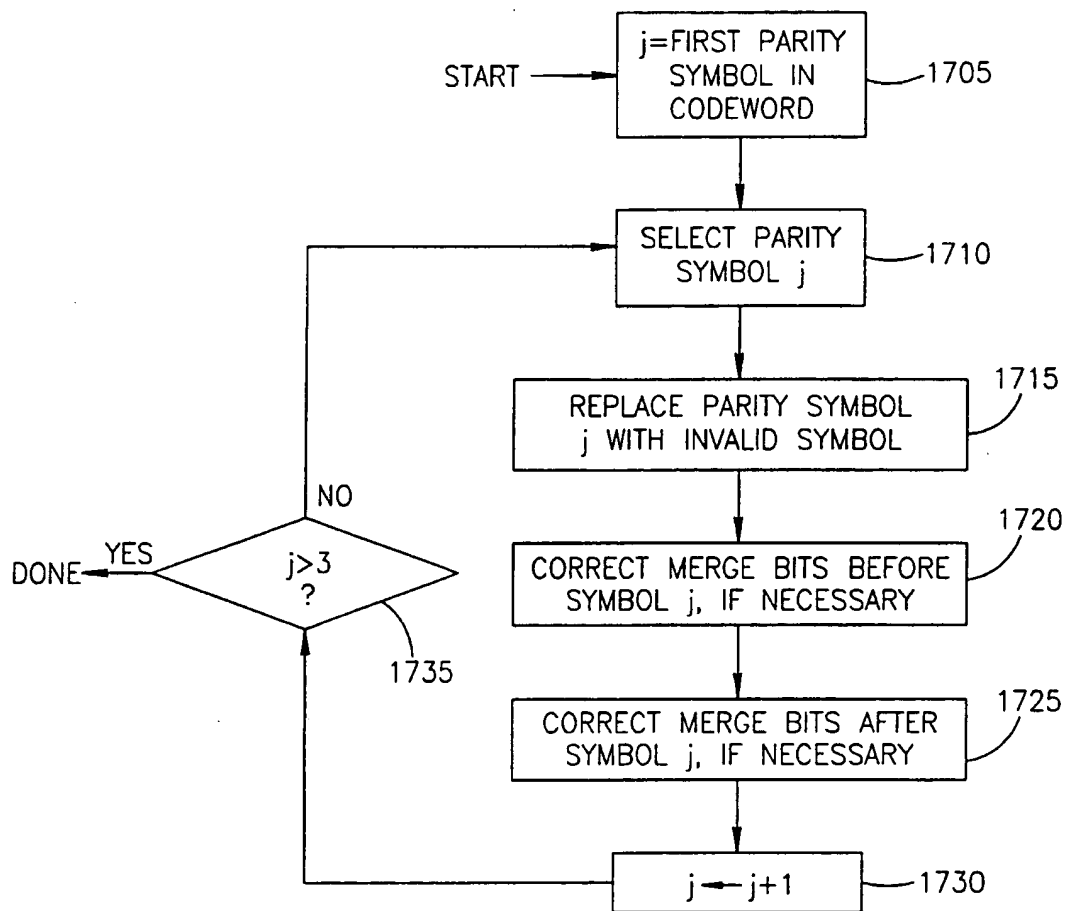 START
j=FIRST PARITY
SYMBOL IN
CODEWORD
1705
SELECT PARITY
SYMBOL j
1710
REPLACE PARITY SYMBOL
j WITH INVALID SYMBOL
1715
CORRECT MERGE BITS BEFORE
SYMBOL j, IF NECESSARY
1720
CORRECT MERGE BITS AFTER
SYMBOL j, IF NECESSARY
1725
j ← j+1
1730
j>3
?
1735
NO
YES
DONE